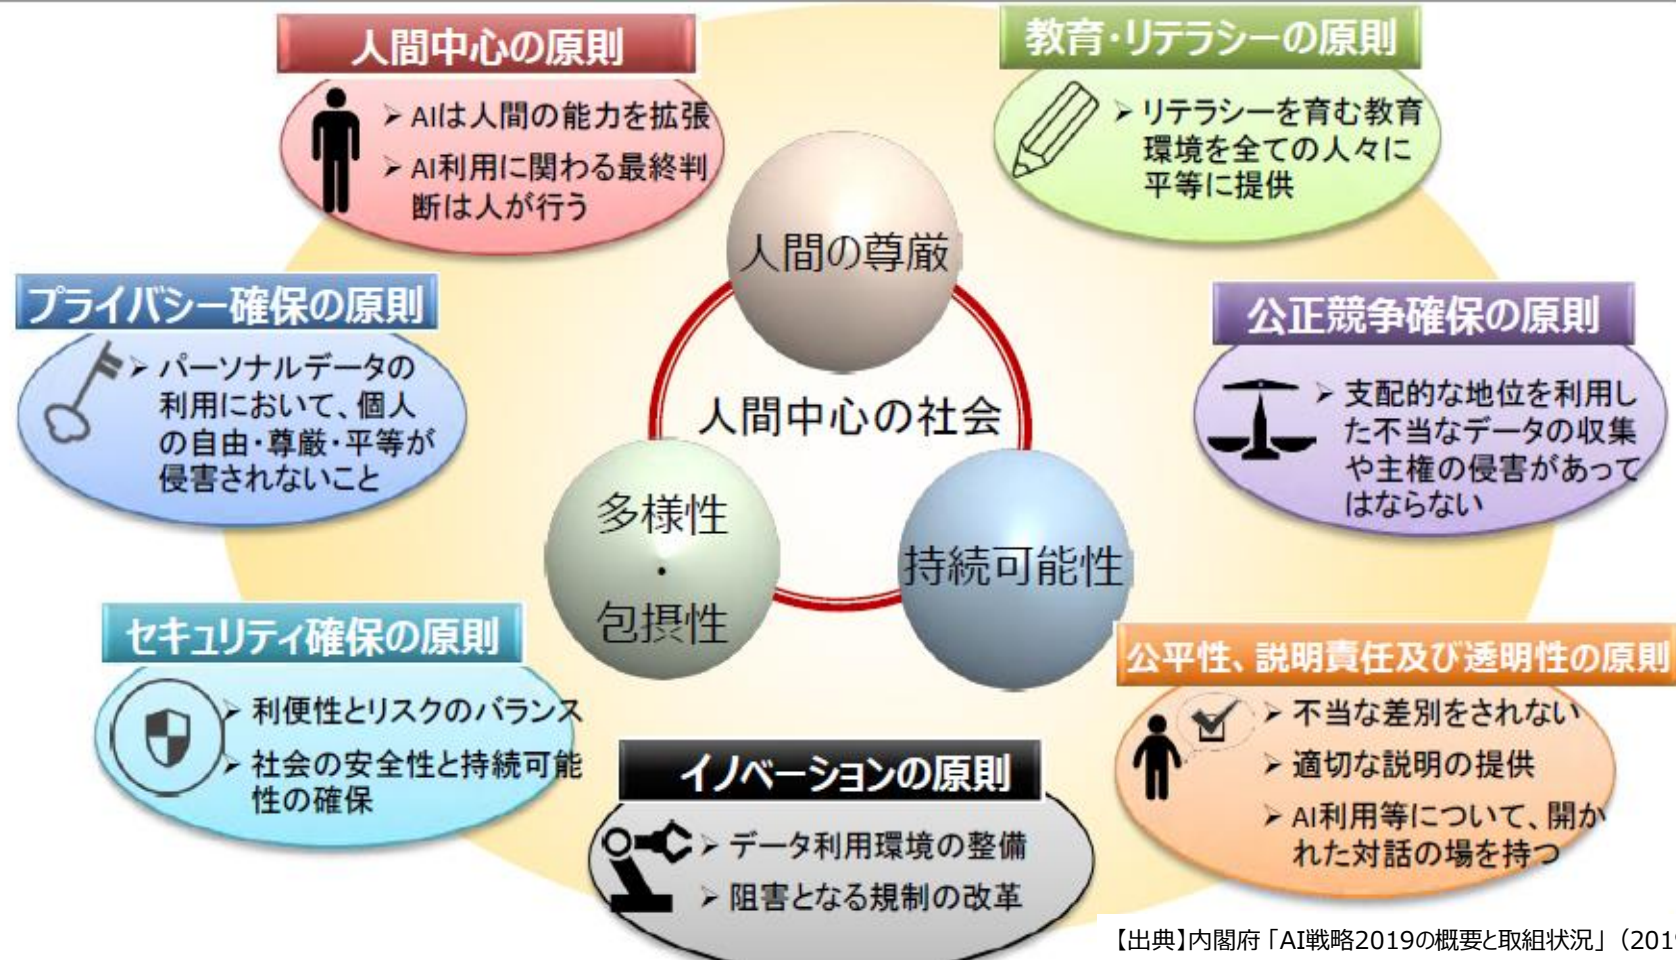 人間中心の原則
➢ AIは人間の能力を拡張
➢ AI利用に関わる最終判
断は人が行う
教育・リテラシーの原則
➢ リテラシーを育む教育
環境を全ての人々に
平等に提供
プライバシー確保の原則
➢ パーソナルデータの
利用において、個人
の自由・尊厳・平等が
侵害されないこと
人間の尊厳
人間中心の社会
多様性
・
包摂性
持続可能性
公正競争確保の原則
➢ 支配的な地位を利用し
た不当なデータの収集
や主権の侵害があって
はならない
セキュリティ確保の原則
➢ 利便性とリスクのバランス
➢ 社会の安全性と持続可能
性の確保
イノベーションの原則
➢ データ利用環境の整備
➢ 阻害となる規制の改革
公平性、説明責任及び透明性の原則
➢ 不当な差別をされない
➢ 適切な説明の提供
➢ AI利用等について、開か
れた対話の場を持つ
【出典】内閣府「AI戦略2019の概要と取組状況」（201